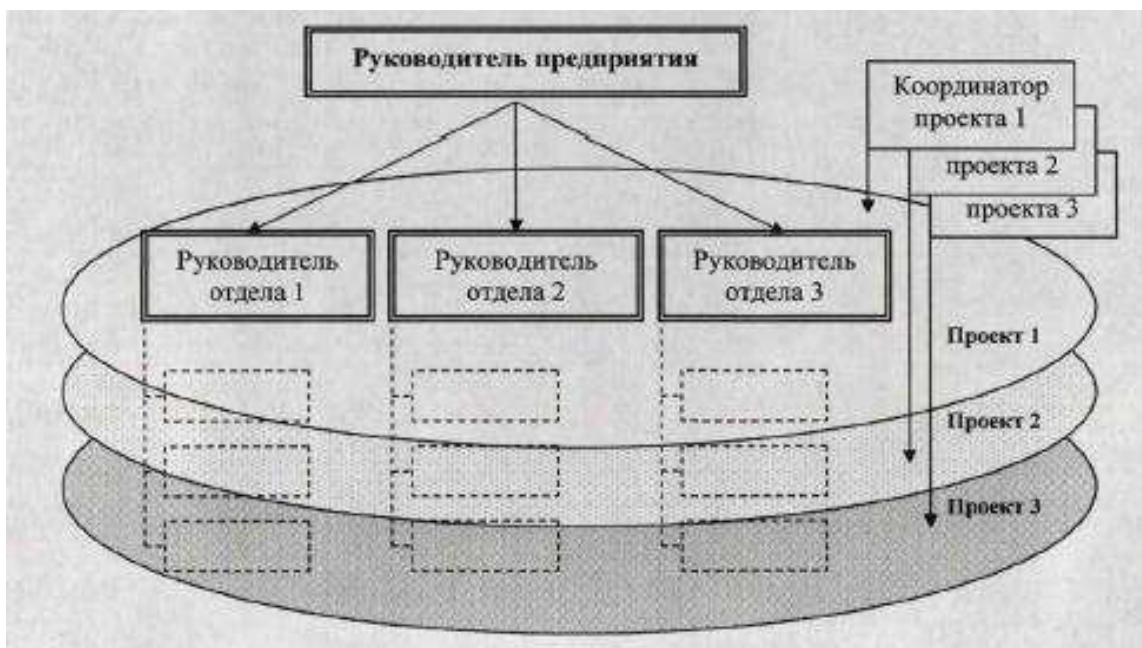 Руководитель предприятия
Координатор
проекта 1
проекта 2
проекта 3
Руководитель
отдела 1
Руководитель
отдела 2
Руководитель
отдела 3
Проект 1
Проект 2
Проект 3